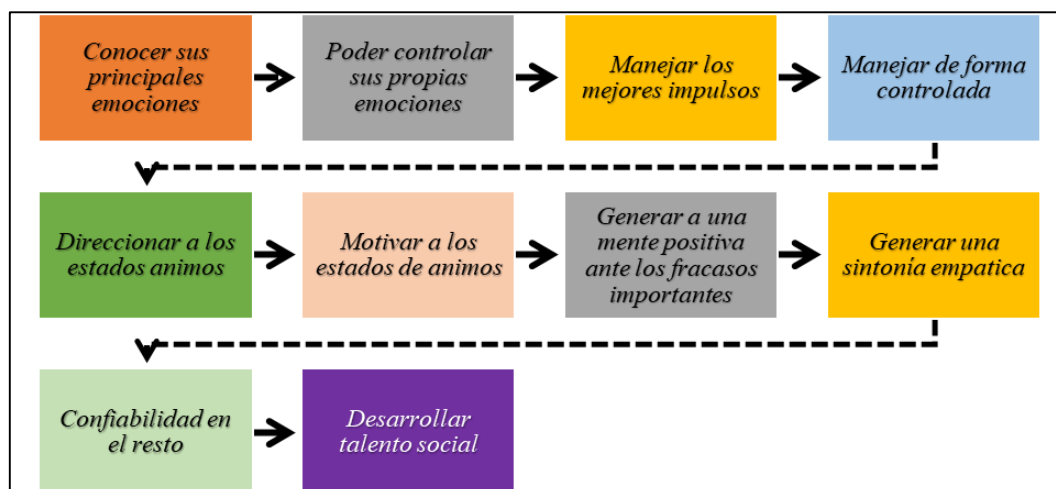 Conocer sus
principales
emociones
Poder controlar
sus propias
emociones
Manejar los
mejores impulsos
Manejar de forma
controlada
Direccionar a los
estados animos
Motivar a los
estados de animos
Generar a una
mente positiva
ante los fracasos
importantes
Generar una
sintonía empatica
Confiabilidad en
el resto
Desarrollar
talento social